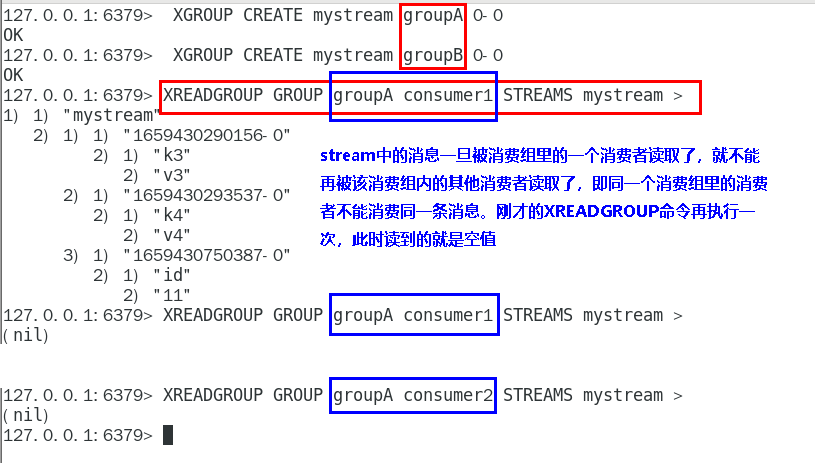 127.0.0.1:6379>  XGROUP CREATE mystream groupA 0-0
OK
127.0.0.1:6379>  XGROUP CREATE mystream groupB 0-0
OK
127.0.0.1:6379> XREADGROUP GROUP groupA consumer1 STREAMS mystream >
1) 1) "mystream"
   2) 1) 1) "1659430290156-0"
         2) 1) "k3"
            2) "v3"
      2) 1) "1659430293537-0"
         2) 1) "k4"
            2) "v4"
      3) 1) "1659430750387-0"
         2) 1) "id"
            2) "11"
stream中的消息一旦被消费组里的一个消费者读取了，就不能
再被该消费组内的其他消费者读取了，即同一个消费组里的消费
者不能消费同一条消息。刚才的XREADGROUP命令再执行一
次，此时读到的就是空值
127.0.0.1:6379> XREADGROUP GROUP groupA consumer1 STREAMS mystream >
(nil)
127.0.0.1:6379> XREADGROUP GROUP groupA consumer2 STREAMS mystream >
(nil)
127.0.0.1:6379>